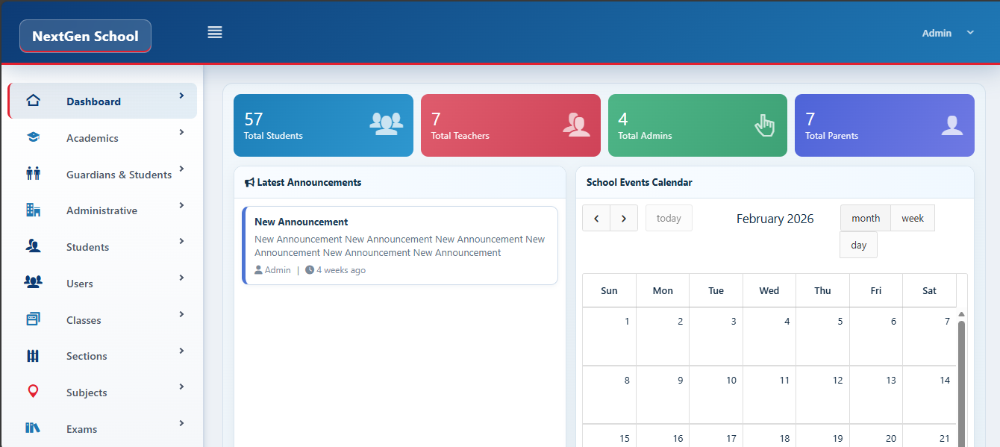 NextGen School
Admin
Dashboard
Academics
Guardians & Students
Administrative
Students
Users
Classes
Sections
Subjects
Exams
57
Total Students
7
Total Teachers
4
Total Admins
7
Total Parents
Latest Announcements
New Announcement
New Announcement New Announcement New Announcement New
Announcement New Announcement New Announcement
Admin | 4 weeks ago
School Events Calendar
today
February 2026
month week
day
Sun Mon Tue Wed Thu Fri Sat
1 2 3 4 5 6 7
8 9 10 11 12 13 14
15 16 17 18 19 20 21